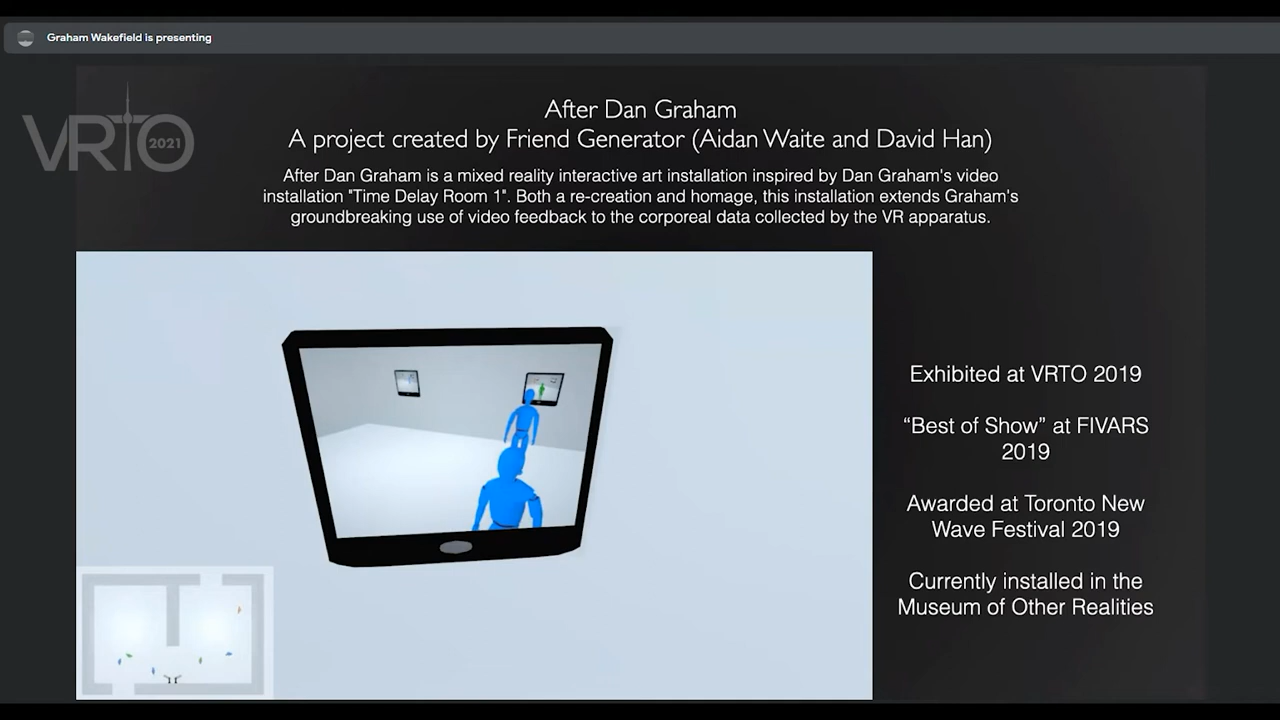 Graham Wakefield is presenting
VRTO
2021
After Dan Graham
A project created by Friend Generator (Aidan Waite and David Han)
After Dan Graham is a mixed reality interactive art installation inspired by Dan Graham's video
installation "Time Delay Room 1". Both a re-creation and homage, this installation extends Graham's
groundbreaking use of video feedback to the corporeal data collected by the VR apparatus.
Exhibited at VRTO 2019
“Best of Show” at FIVARS
2019
Awarded at Toronto New
Wave Festival 2019
Currently installed in the
Museum of Other Realities